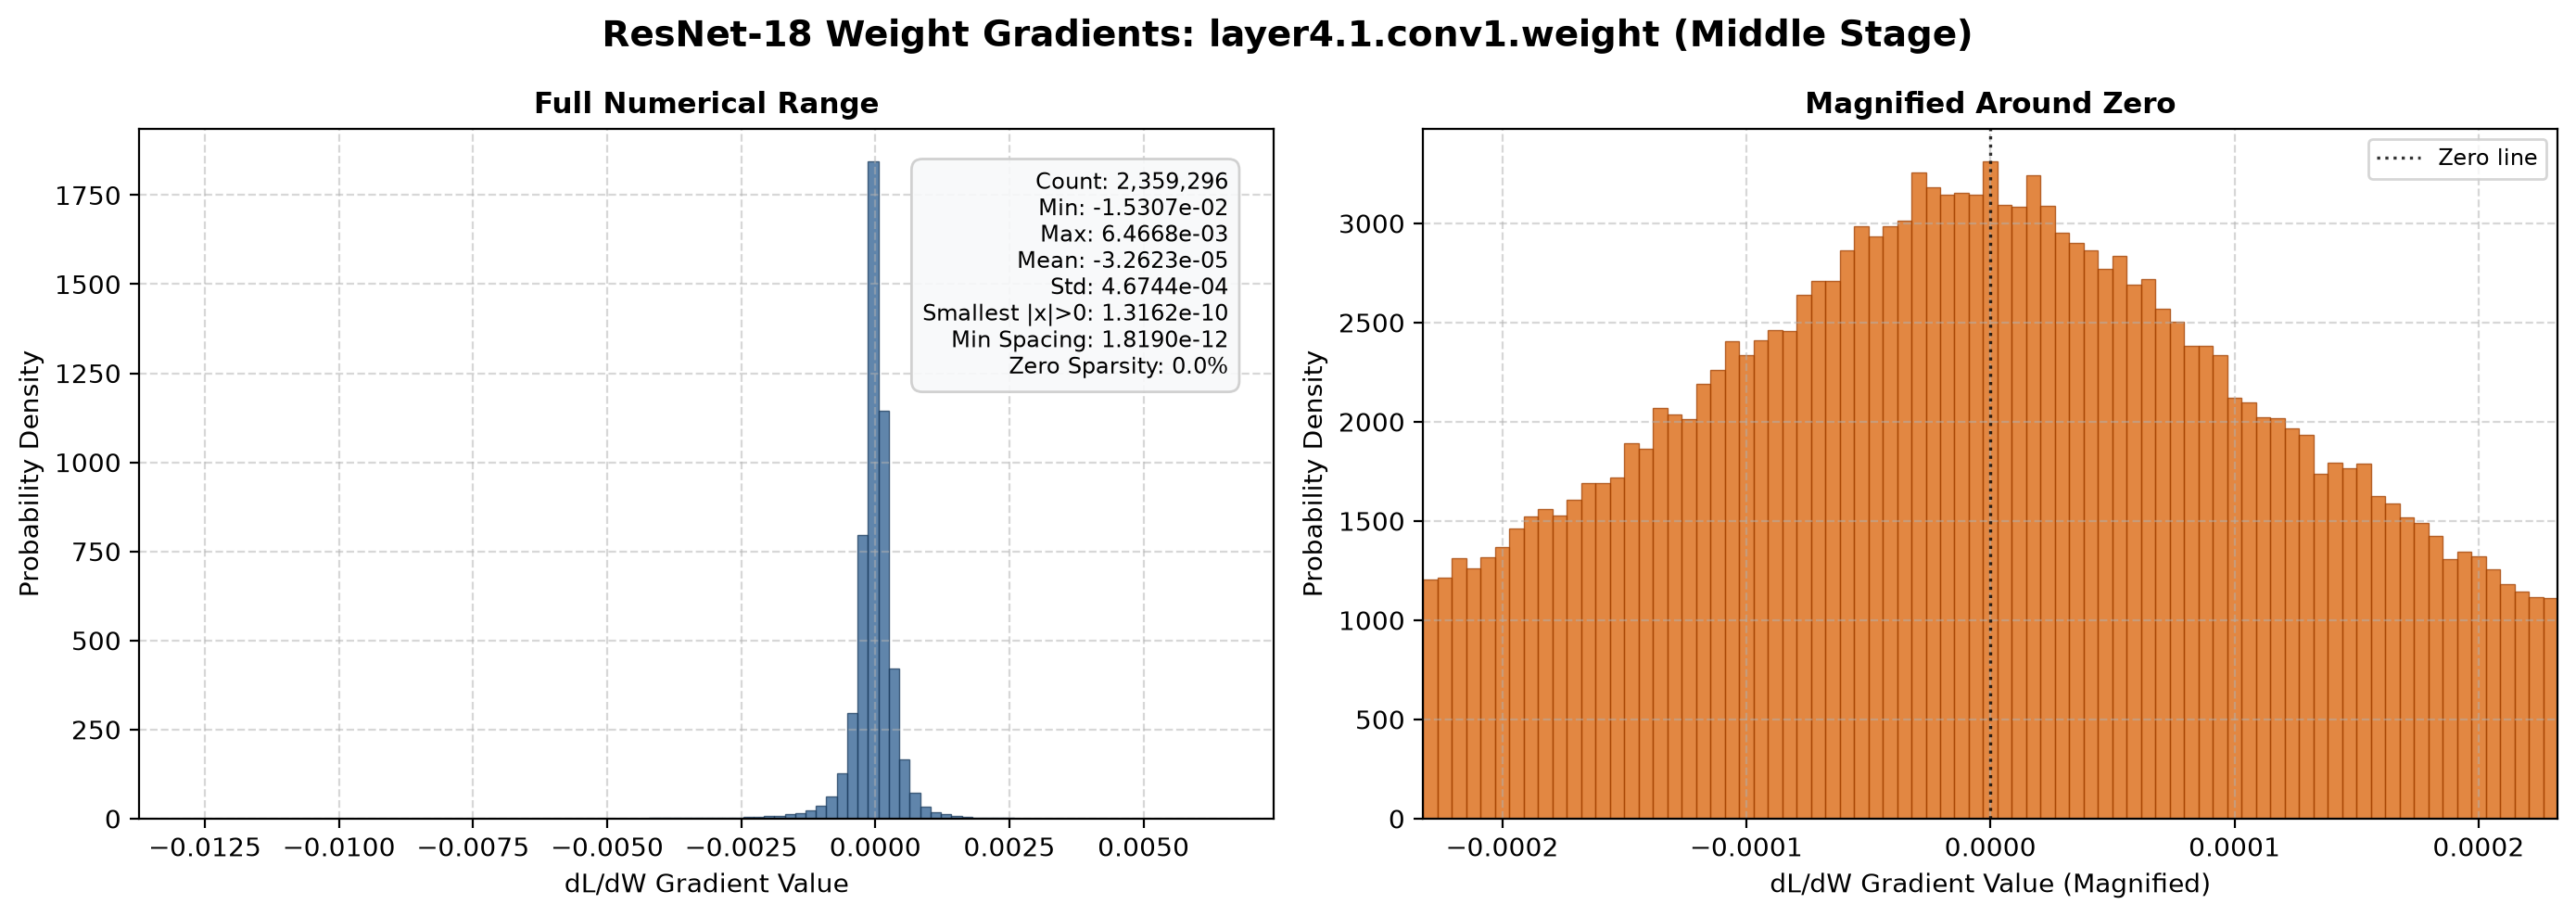 ResNet-18 Weight Gradients: layer4.1.conv1.weight (Middle Stage)
Full Numerical Range
Probability Density
1750
1500
1250
1000
750
500
250
0
Count: 2,359,296
Min: -1.5307e-02
Max: 6.4668e-03
Mean: -3.2623e-05
Std: 4.6744e-04
Smallest |x|>0: 1.3162e-10
Min Spacing: 1.8190e-12
Zero Sparsity: 0.0%
−0.0125 −0.0100 −0.0075 −0.0050 −0.0025 0.0000 0.0025 0.0050
dL/dW Gradient Value
Magnified Around Zero
Probability Density
3000
2500
2000
1500
1000
500
0
Zero line
−0.0002 −0.0001 0.0000 0.0001 0.0002
dL/dW Gradient Value (Magnified)